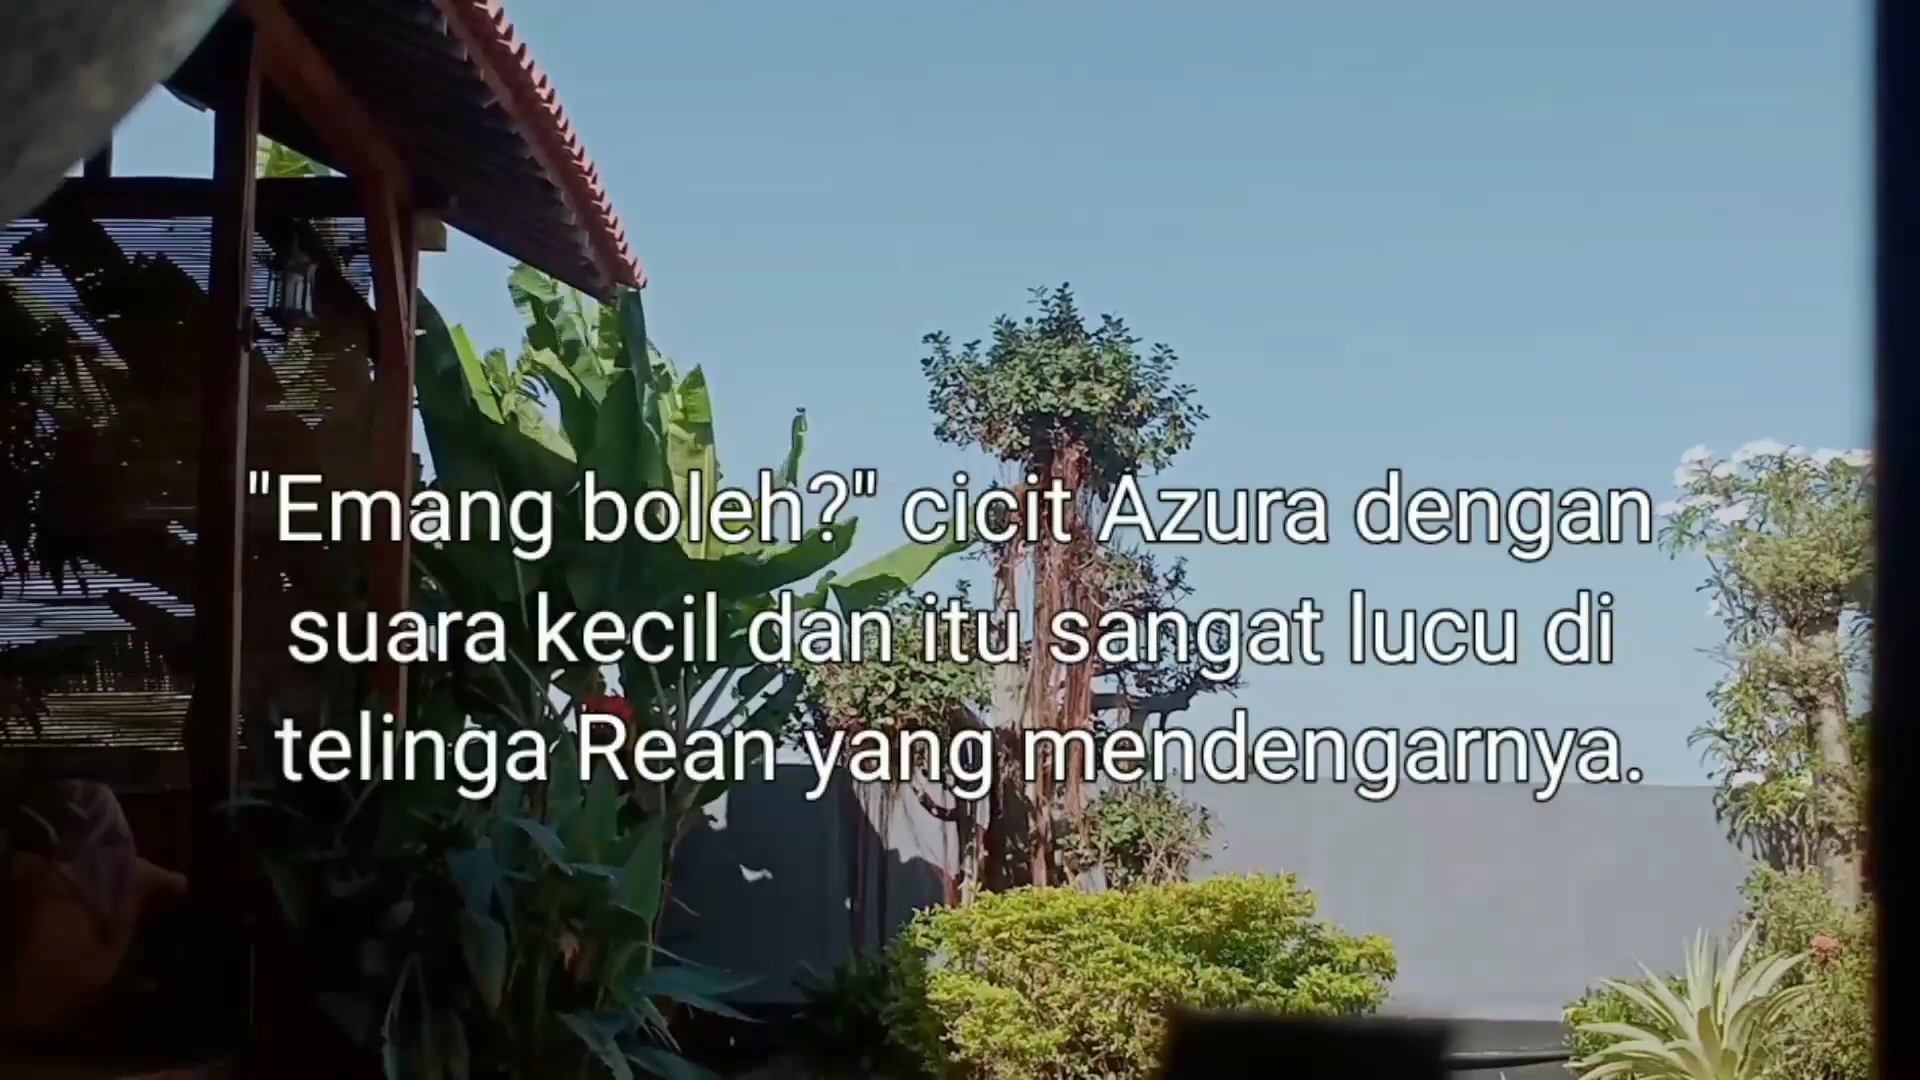 "Emang boleh?" cicit Azura dengan
suara kecil dan itu sangat lucu di
telinga Rean yang mendengarnya.